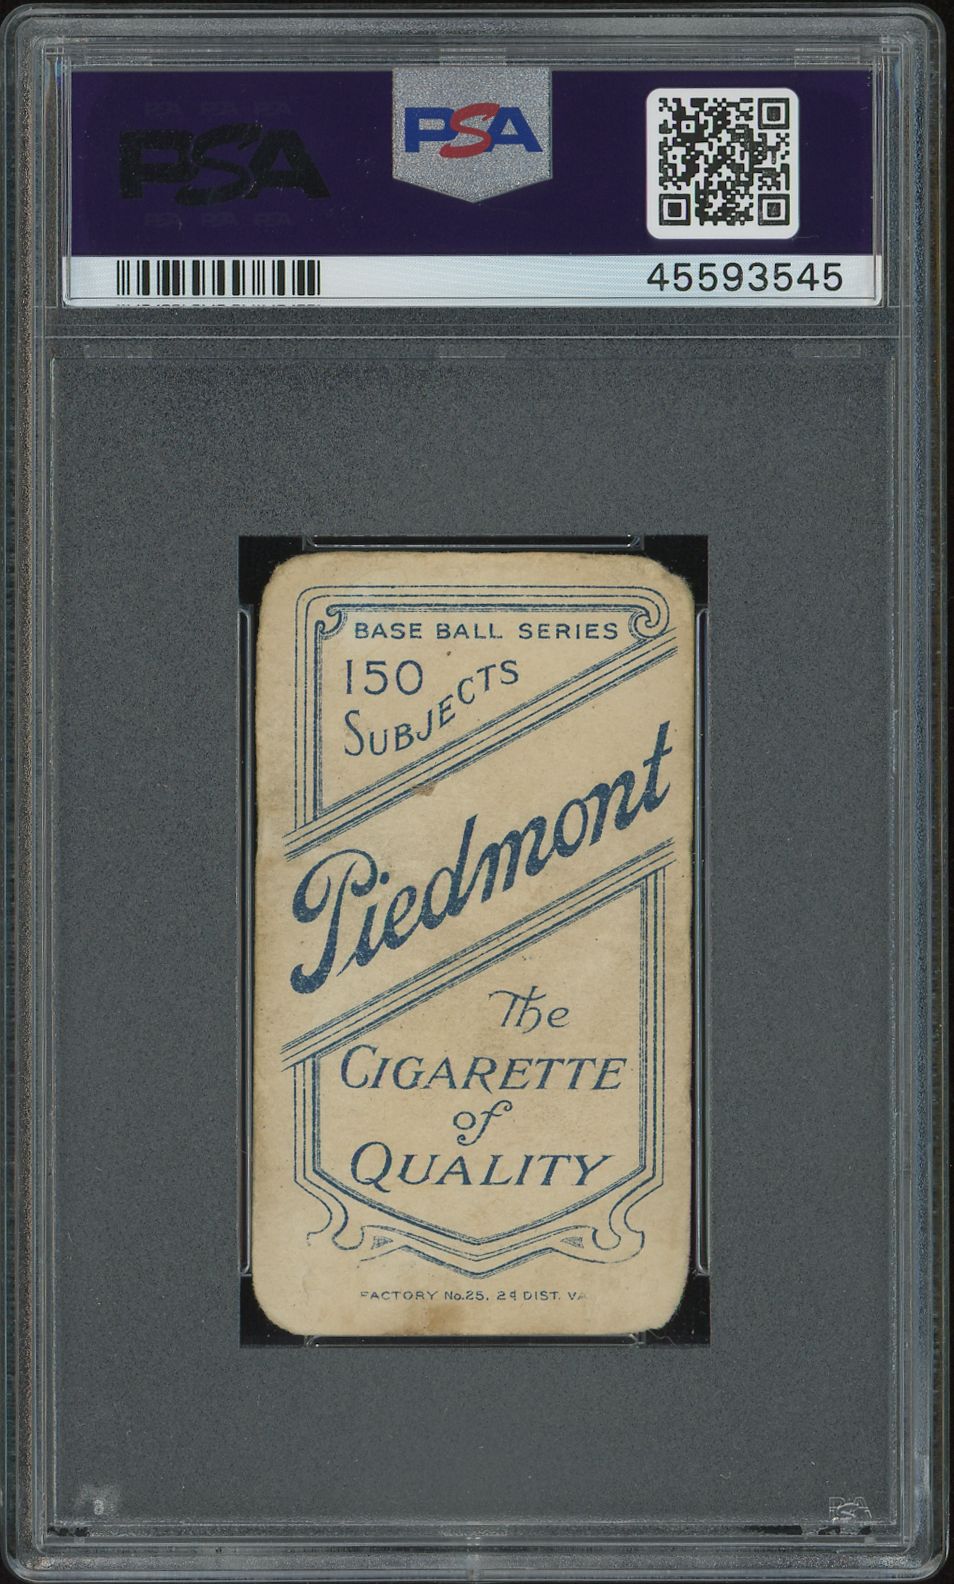 PSA
PSA
45593545
BASE BALL SERIES
150
SUBJECTS
Piedmont
The
CIGARETTE
of
QUALITY
FACTORY No.25, 2d DIST. VA
PSA